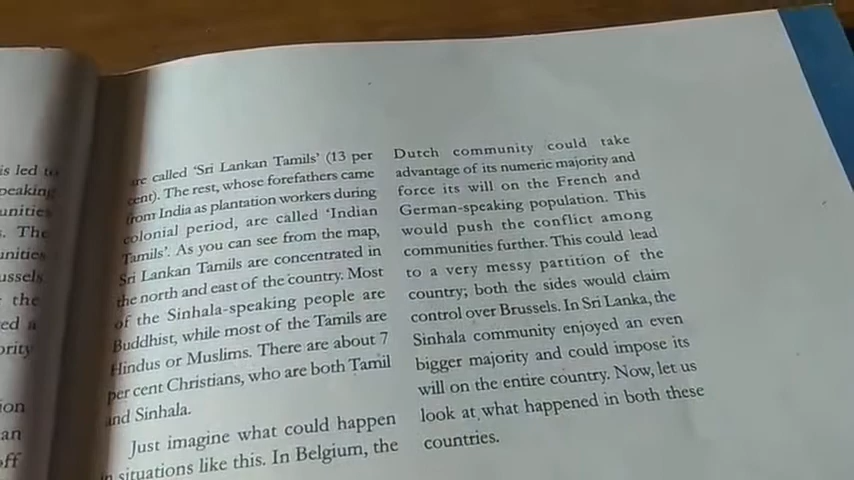 is led to
peaking
unities
. The
unities
ussels
the
ed a
ority
ion
an
off
are called 'Sri Lankan Tamils' (13 per
cent). The rest, whose forefathers came
from India as plantation workers during
colonial period, are called 'Indian
Tamils'. As you can see from the map,
Sri Lankan Tamils are concentrated in
the north and east of the country. Most
of the Sinhala-speaking people are
Buddhist, while most of the Tamils are
Hindus or Muslims. There are about 7
per cent Christians, who are both Tamil
and Sinhala.
Just imagine what could happen
in situations like this. In Belgium, the
Dutch community could take
advantage of its numeric majority and
force its will on the French and
German-speaking population. This
would push the conflict among
communities further. This could lead
to a very messy partition of the
country; both the sides would claim
control over Brussels. In Sri Lanka, the
Sinhala community enjoyed an even
bigger majority and could impose its
will on the entire country. Now, let us
look at what happened in both these
countries.